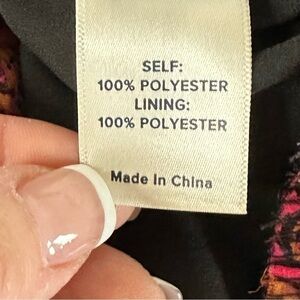 SELF:
100% POLYESTER
LINING:
100% POLYESTER
Made In China